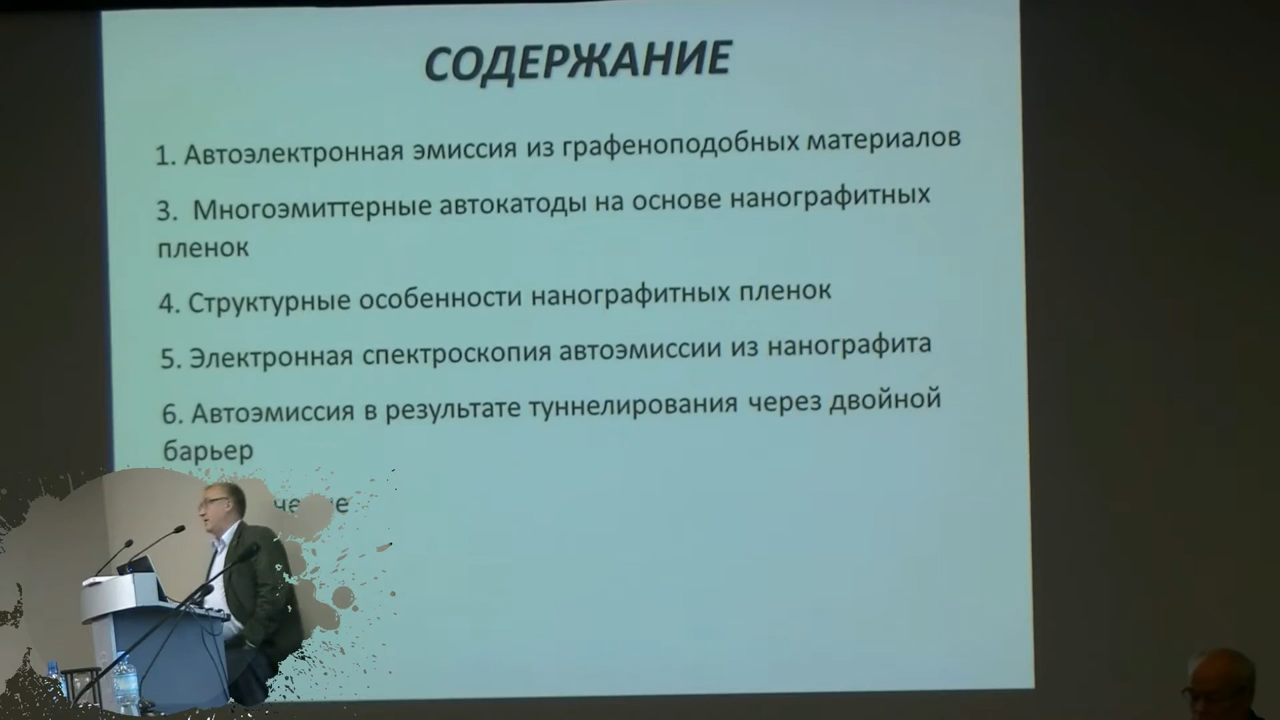 СОДЕРЖАНИЕ
1. Автоэлектронная эмиссия из графеноподобных материалов
3. Многоэмиттерные автокатоды на основе нанографитных
пленок
4. Структурные особенности нанографитных пленок
5. Электронная спектроскопия автоэмиссии из нанографита
6. Автоэмиссия в результате туннелирования через двойной
барьер